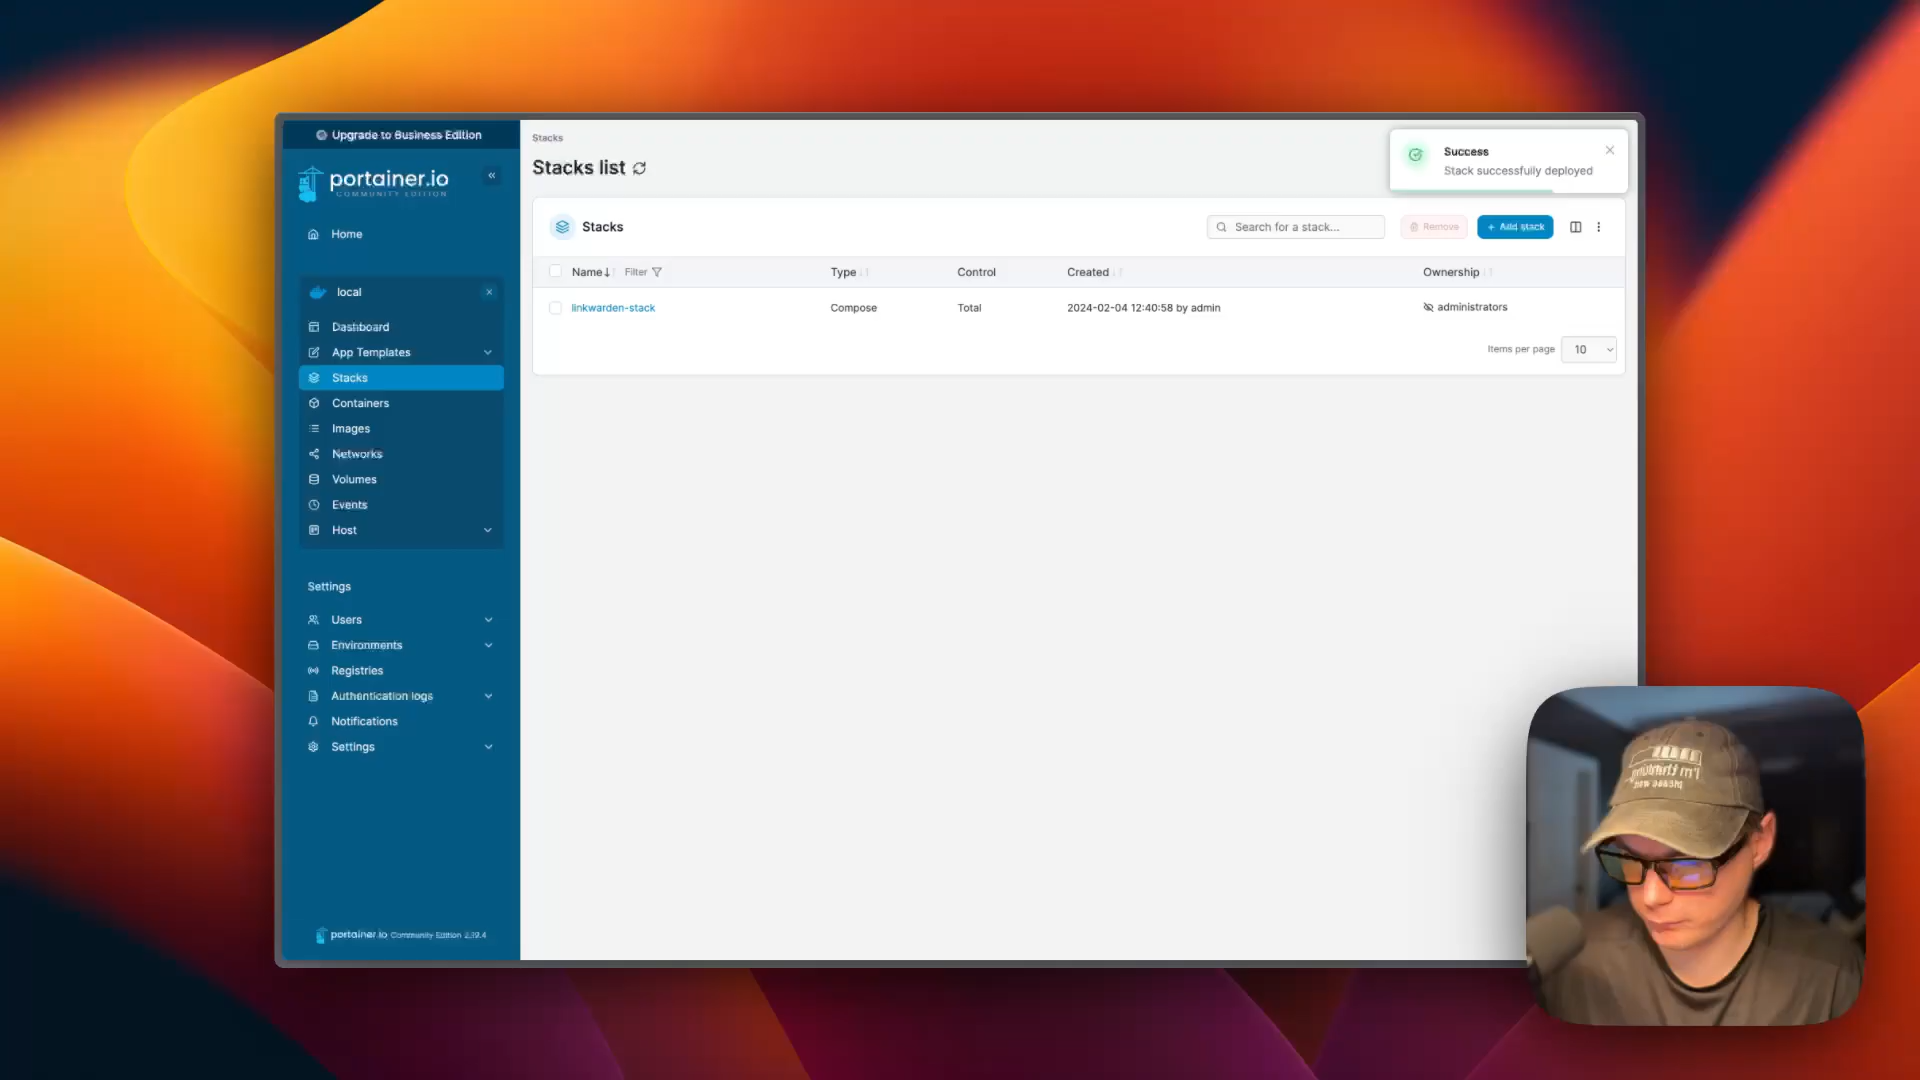 Upgrade to Business Edition
portainer.io
COMMUNITY EDITION
Home
local
Dashboard
App Templates
Stacks
Containers
Images
Networks
Volumes
Events
Host
Settings
Users
Environments
Registries
Authentication logs
Notifications
Settings
portainer.io Community Edition 2.19.4
Stacks
Stacks list
Success
Stack successfully deployed
Stacks
Search for a stack...
Remove
+ Add stack
Name Filter Type Control Created Ownership
linkwarden-stack Compose Total 2024-02-04 12:40:58 by admin administrators
Items per page 10
I'm thinking
please wait